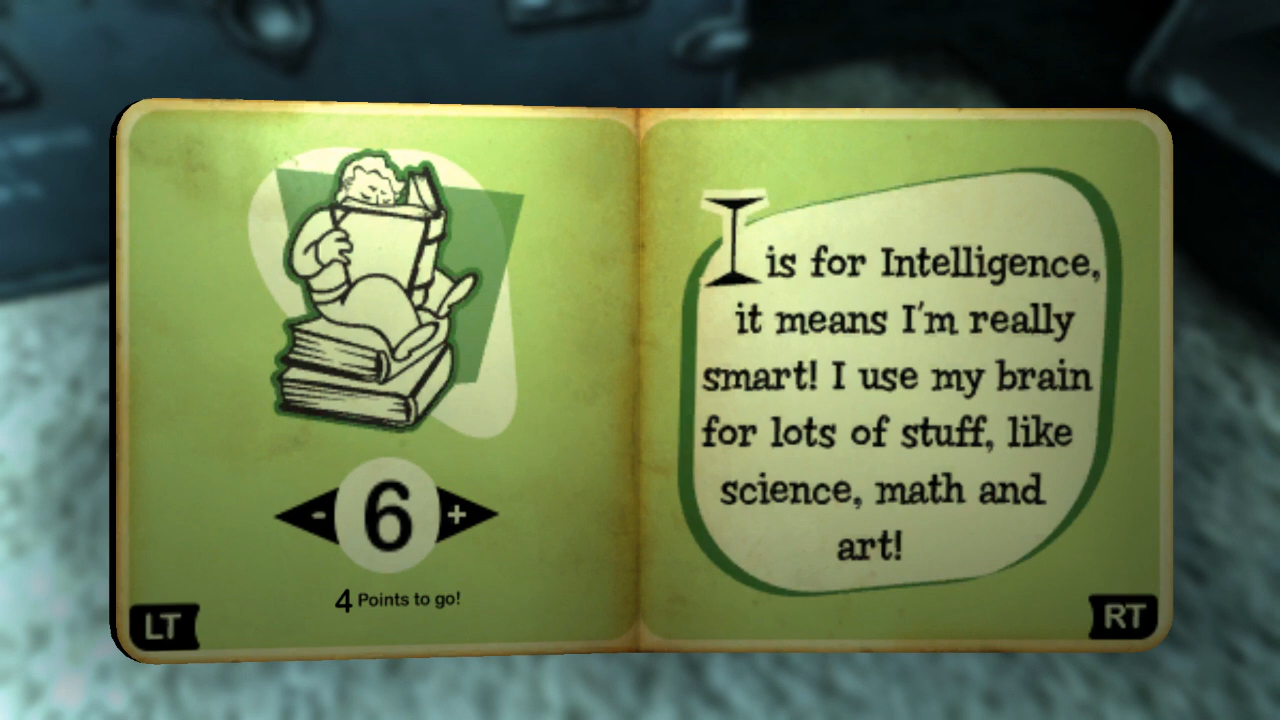 6
4 Points to go!
LT
I is for Intelligence,
it means I'm really
smart! I use my brain
for lots of stuff, like
science, math and
art!
RT